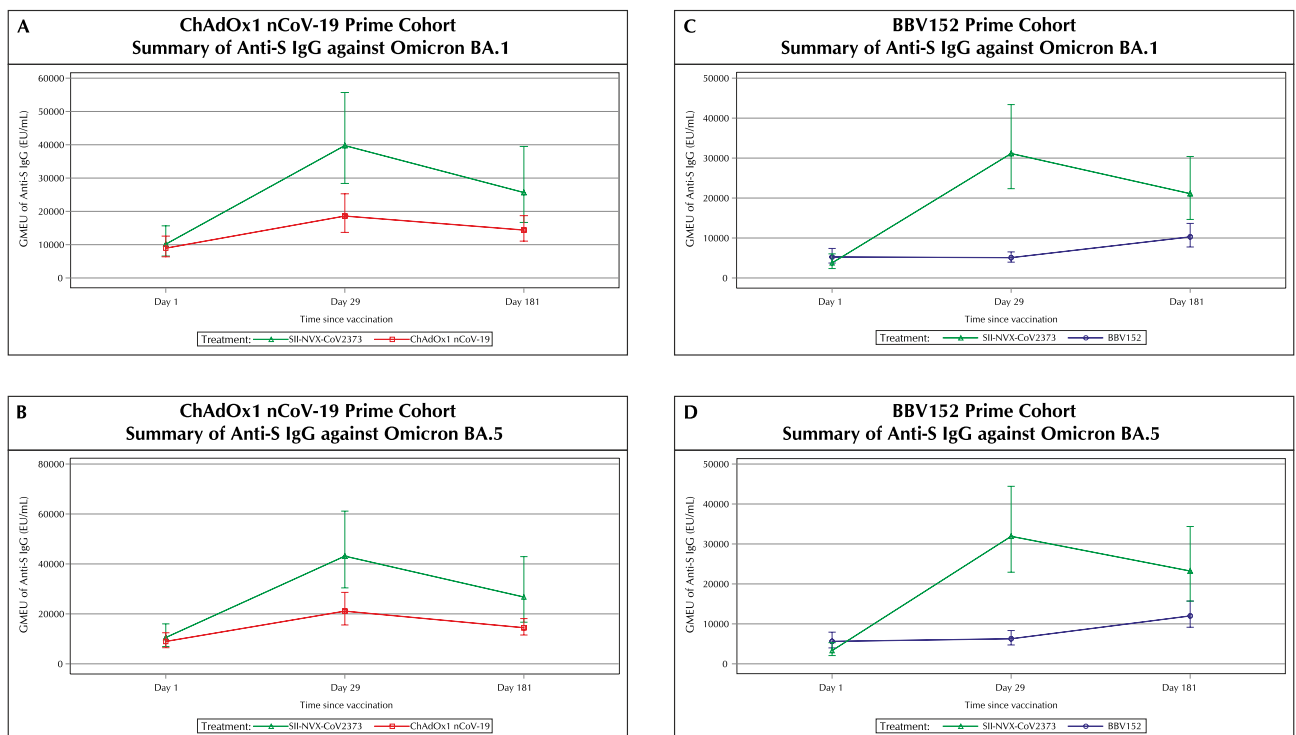 A
ChAdOx1 nCoV-19 Prime Cohort
Summary of Anti-S IgG against Omicron BA.1
GMEU of Anti-S IgG (EU/mL)
60000
50000
40000
30000
20000
10000
0
Day 1
Day 29
Day 181
Time since vaccination
Treatment: SII-NVX-CoV2373 ChAdOx1 nCoV-19
B
ChAdOx1 nCoV-19 Prime Cohort
Summary of Anti-S IgG against Omicron BA.5
GMEU of Anti-S IgG (EU/mL)
80000
60000
40000
20000
0
Day 1
Day 29
Day 181
Time since vaccination
Treatment: SII-NVX-CoV2373 ChAdOx1 nCoV-19
C
BBV152 Prime Cohort
Summary of Anti-S IgG against Omicron BA.1
GMEU of Anti-S IgG (EU/mL)
50000
40000
30000
20000
10000
0
Day 1
Day 29
Day 181
Time since vaccination
Treatment: SII-NVX-CoV2373 BBV152
D
BBV152 Prime Cohort
Summary of Anti-S IgG against Omicron BA.5
GMEU of Anti-S IgG (EU/mL)
50000
40000
30000
20000
10000
0
Day 1
Day 29
Day 181
Time since vaccination
Treatment: SII-NVX-CoV2373 BBV152